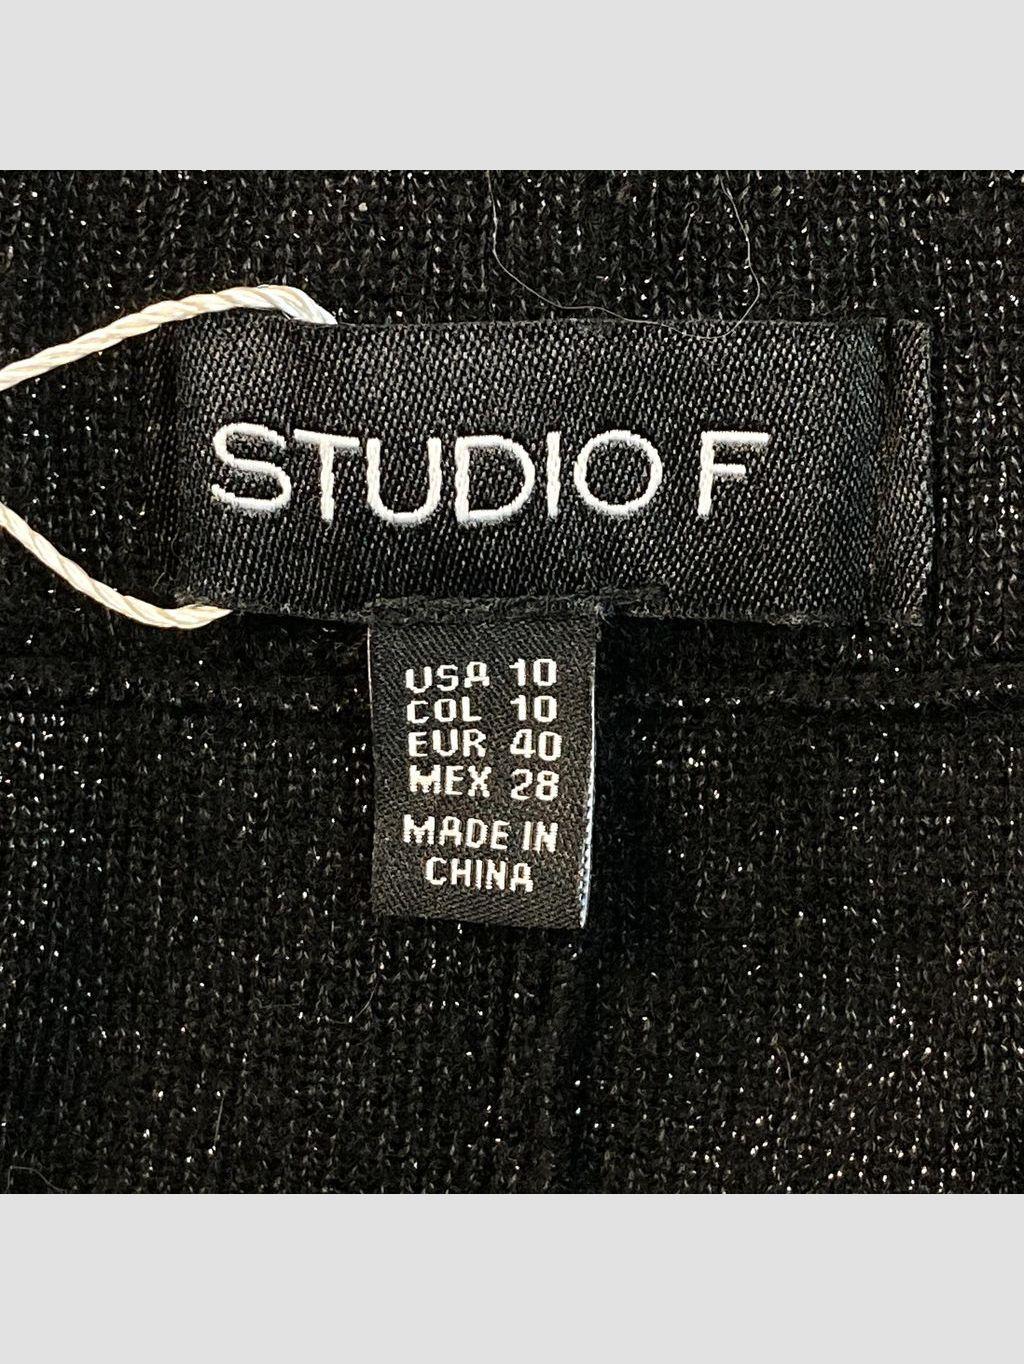 STUDIO F
USA 10
COL 10
EUR 40
MEX 28
MADE IN
CHINA